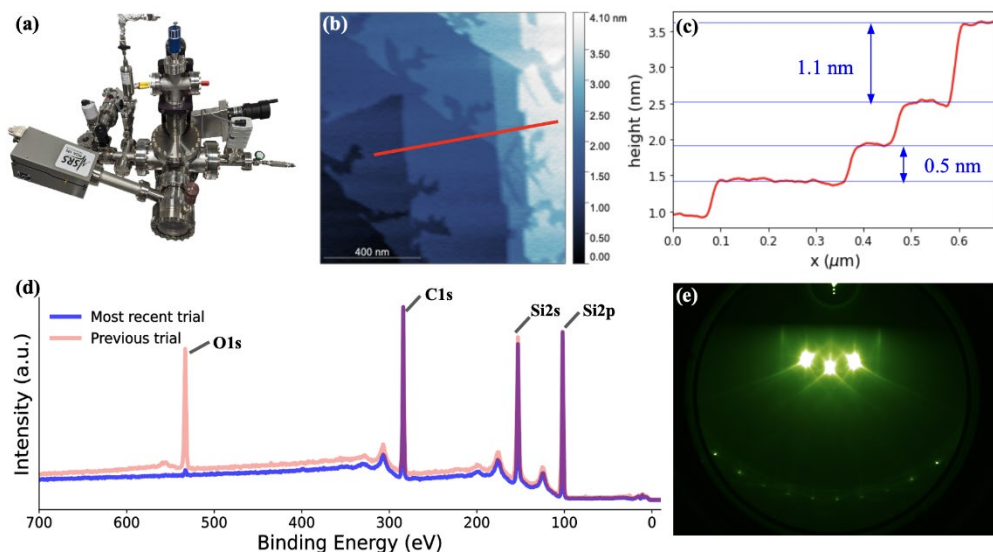 (a)
SRS
(b)
4.10 nm
3.50
3.00
2.50
2.00
1.50
1.00
0.50
0.00
400 nm
(c)
height (nm)
3.5
3.0
2.5
2.0
1.5
1.0
1.1 nm
0.5 nm
0.0 0.1 0.2 0.3 0.4 0.5 0.6
x (μm)
(d)
Most recent trial
Previous trial
O1s
C1s
Si2s
Si2p
Intensity (a.u.)
700 600 500 400 300 200 100 0
Binding Energy (eV)
(e)